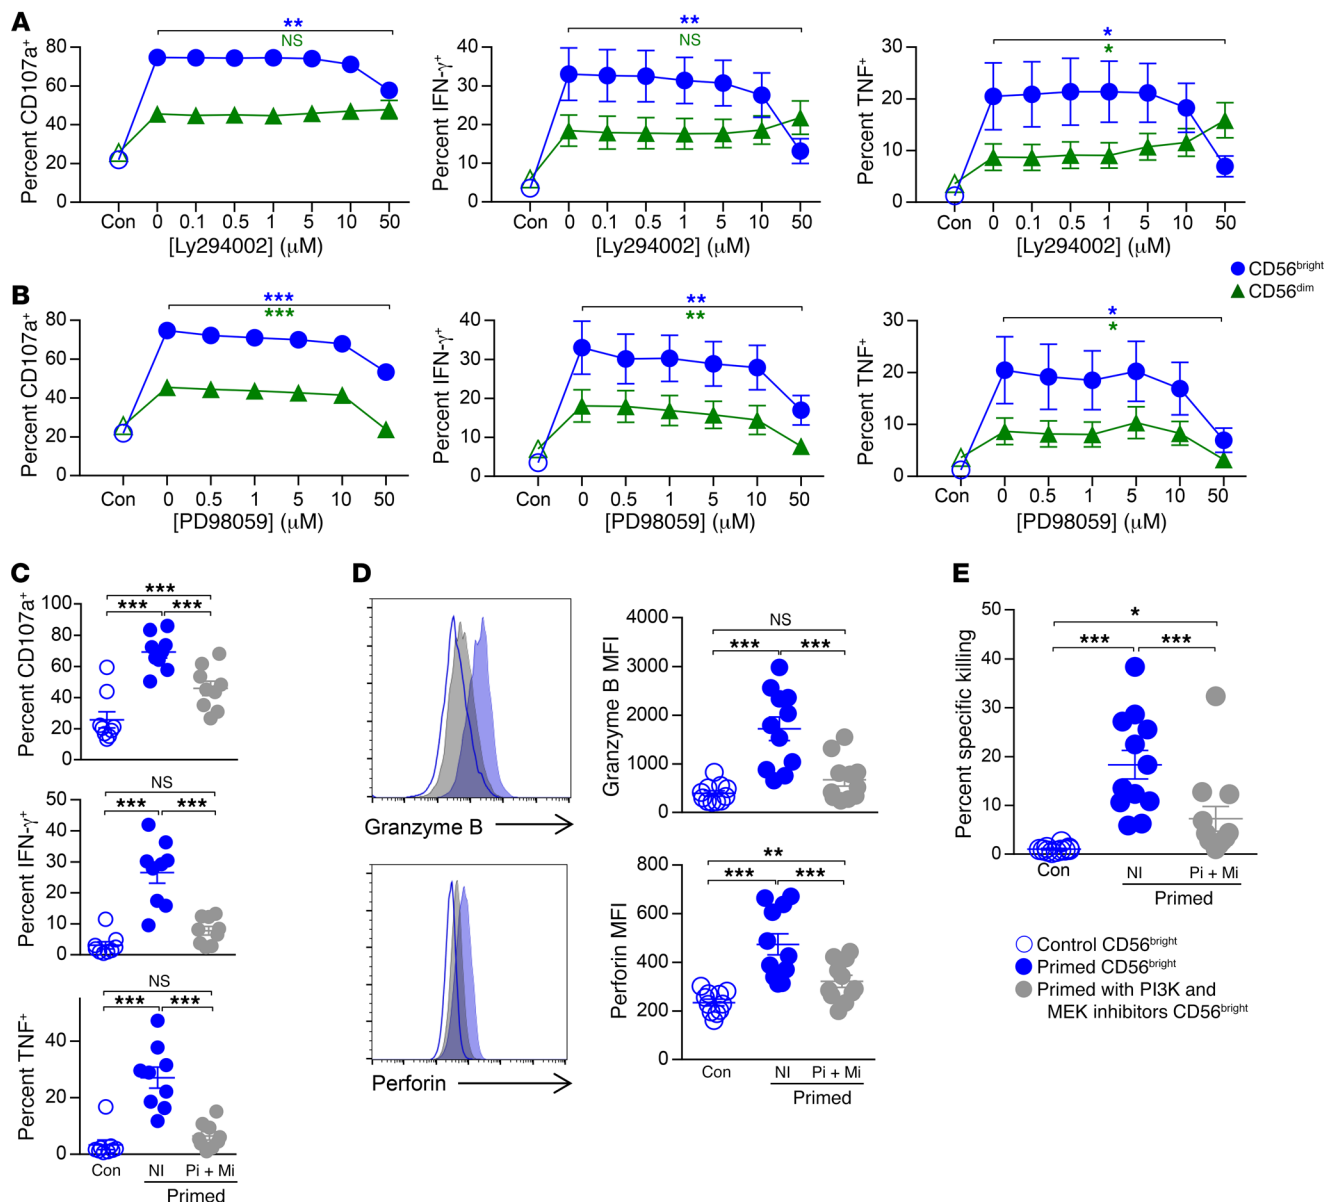 A
Percent CD107a+
80
60
40
20
0
**
NS
Con 0 0.1 0.5 1 5 10 50
[Ly294002] (μM)
Percent IFN-γ+
40
30
20
10
0
**
NS
Con 0 0.1 0.5 1 5 10 50
[Ly294002] (μM)
Percent TNF+
30
20
10
0
*
*
Con 0 0.1 0.5 1 5 10 50
[Ly294002] (μM)
CD56bright
CD56dim
B
Percent CD107a+
80
60
40
20
0
***
***
Con 0 0.5 1 5 10 50
[PD98059] (μM)
Percent IFN-γ+
40
30
20
10
0
**
**
Con 0 0.5 1 5 10 50
[PD98059] (μM)
Percent TNF+
30
20
10
0
*
*
Con 0 0.5 1 5 10 50
[PD98059] (μM)
C
Percent CD107a+
100
80
60
40
20
0
***
*** ***
Percent IFN-γ+
50
40
30
20
10
0
NS
*** ***
Percent TNF+
40
20
0
NS
*** ***
Con NI Pi + Mi
Primed
D
Granzyme B
Perforin
Granzyme B MFI
4000
3000
2000
1000
0
NS
*** ***
Perforin MFI
800
600
400
200
0
**
*** ***
Con NI Pi + Mi
Primed
E
Percent specific killing
50
40
30
20
10
0
*
*** ***
Con NI Pi + Mi
Primed
Control CD56bright
Primed CD56bright
Primed with PI3K and
MEK inhibitors CD56bright